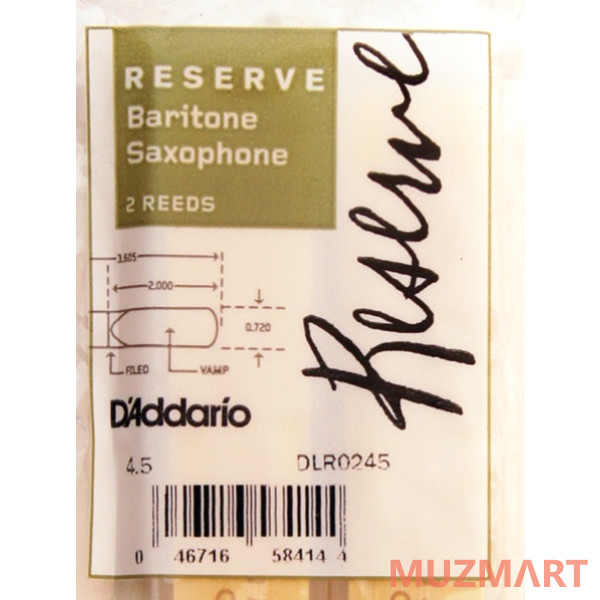 RESERVE
Baritone
Saxophone
2 REEDS
Reserve
3.605
2.000
0.720
FILED
VAMP
D'Addario
4.5
DLR0245
0 46716 58414 4
MUZMART